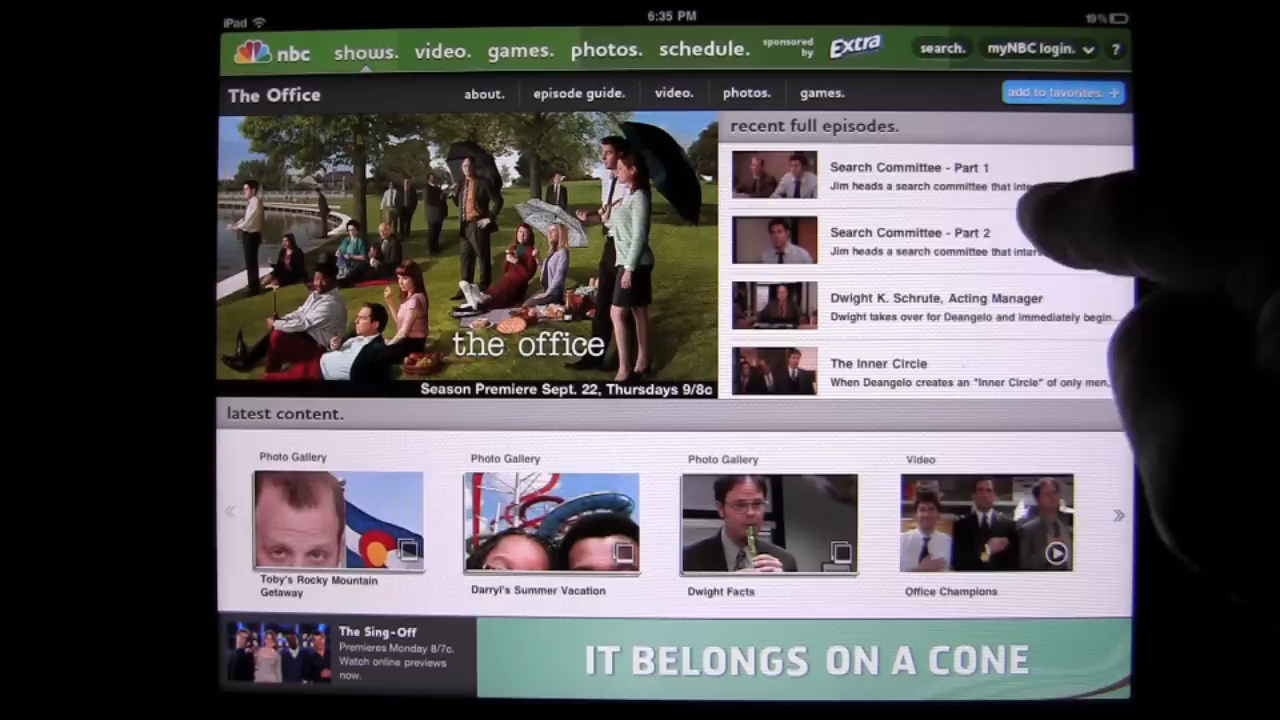 iPad
6:35 PM
19%
nbc shows. video. games. photos. schedule. sponsored by Extra search. myNBC login. ?
The Office about. episode guide. video. photos. games. add to favorites. +
recent full episodes.
Search Committee - Part 1
Jim heads a search committee that
Search Committee - Part 2
Jim heads a search committee that
Dwight K. Schrute, Acting Manager
Dwight takes over for Deangelo and immediately begin...
The Inner Circle
When Deangelo creates an "Inner Circle" of only men,
the office
Season Premiere Sept. 22, Thursdays 9/8c
latest content.
Photo Gallery
Toby's Rocky Mountain
Getaway
Photo Gallery
Darryl's Summer Vacation
Photo Gallery
Dwight Facts
Video
Office Champions
The Sing-Off
Premieres Monday 8/7c.
Watch online previews
now.
IT BELONGS ON A CONE